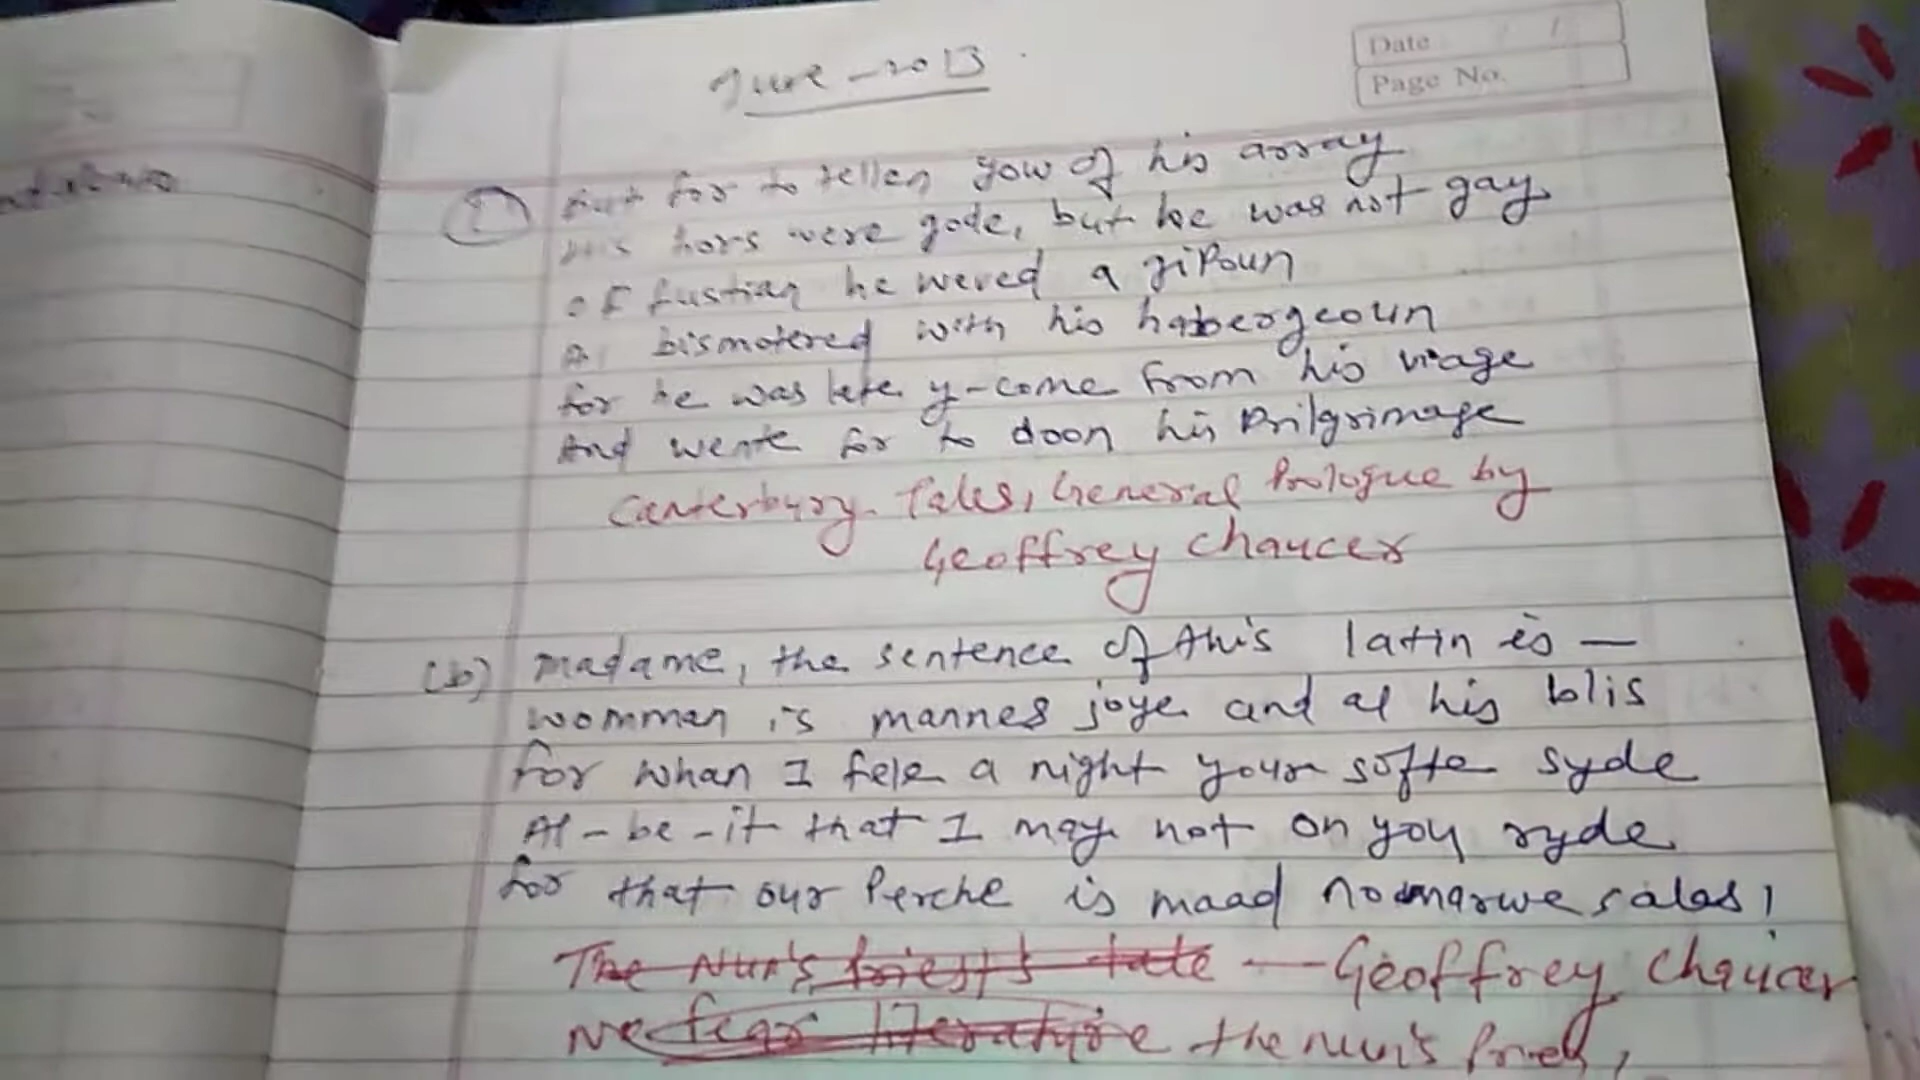 June - 2013
Date / /
Page No.
But for to tellen yow of his array
his hors were gode, but he was not gay
of fustian he wered a gipoun
Al bismotered with his habergeoun
for he was late y-come from his viage
And wente for to doon his Prilgrimage
Canterbury Tales, General Prologue by
Geoffrey Chaucer
(b) Madame, the sentence of this latin is —
womman is mannes joye and al his blis
for whan I fele a night your softe syde
Al-be-it that I may not on you ryde
for that our Perche is maad
The Nun's Priest's tale — Geoffrey Chaucer
No fear literature the nun's Priest,